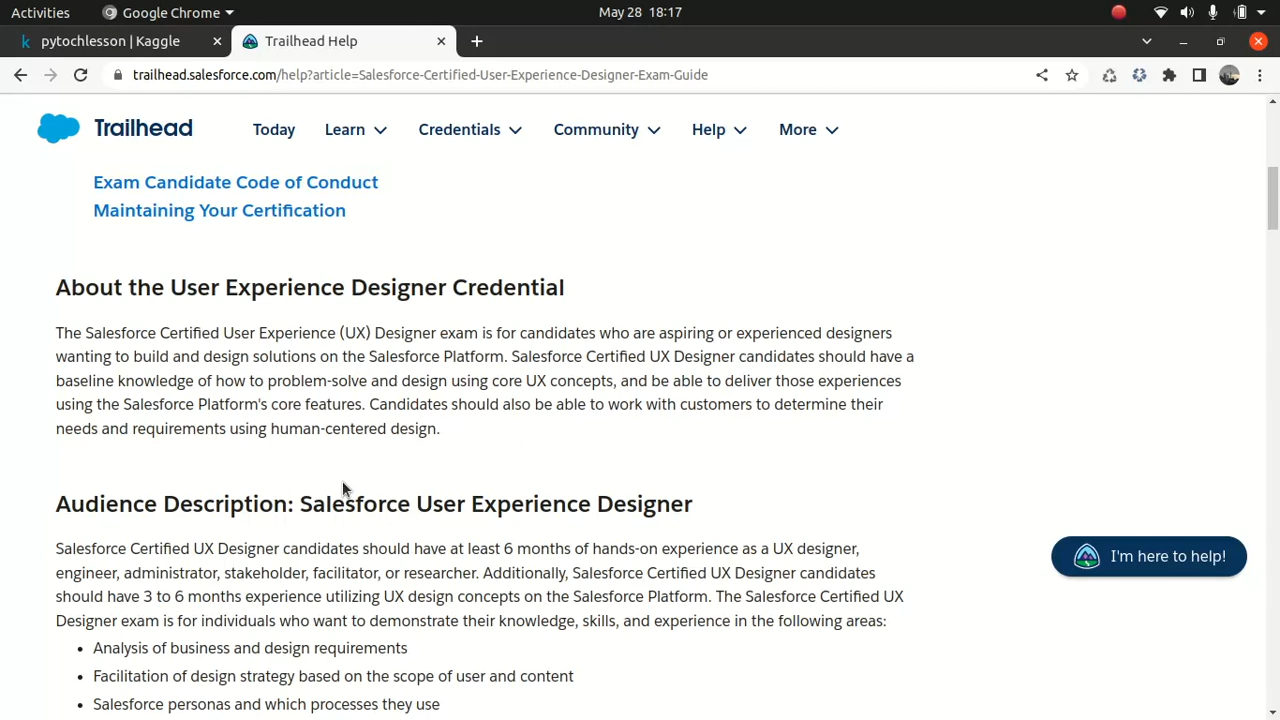 Activities Google Chrome May 28 18:17
pytochlesson | Kaggle Trailhead Help
trailhead.salesforce.com/help?article=Salesforce-Certified-User-Experience-Designer-Exam-Guide
Trailhead Today Learn Credentials Community Help More
Exam Candidate Code of Conduct
Maintaining Your Certification
About the User Experience Designer Credential
The Salesforce Certified User Experience (UX) Designer exam is for candidates who are aspiring or experienced designers
wanting to build and design solutions on the Salesforce Platform. Salesforce Certified UX Designer candidates should have a
baseline knowledge of how to problem-solve and design using core UX concepts, and be able to deliver those experiences
using the Salesforce Platform's core features. Candidates should also be able to work with customers to determine their
needs and requirements using human-centered design.
Audience Description: Salesforce User Experience Designer
Salesforce Certified UX Designer candidates should have at least 6 months of hands-on experience as a UX designer,
engineer, administrator, stakeholder, facilitator, or researcher. Additionally, Salesforce Certified UX Designer candidates
should have 3 to 6 months experience utilizing UX design concepts on the Salesforce Platform. The Salesforce Certified UX
Designer exam is for individuals who want to demonstrate their knowledge, skills, and experience in the following areas:
• Analysis of business and design requirements
• Facilitation of design strategy based on the scope of user and content
• Salesforce personas and which processes they use
I'm here to help!